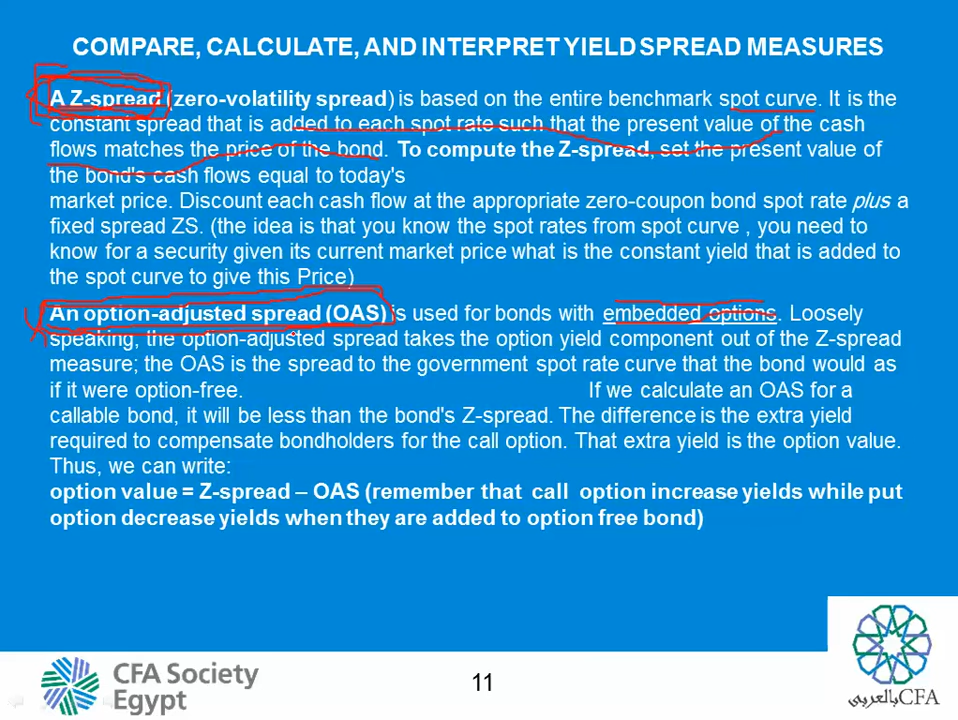 COMPARE, CALCULATE, AND INTERPRET YIELD SPREAD MEASURES
A Z-spread (zero-volatility spread) is based on the entire benchmark spot curve. It is the
constant spread that is added to each spot rate such that the present value of the cash
flows matches the price of the bond. To compute the Z-spread, set the present value of
the bond's cash flows equal to today's
market price. Discount each cash flow at the appropriate zero-coupon bond spot rate plus a
fixed spread ZS. (the idea is that you know the spot rates from spot curve , you need to
know for a security given its current market price what is the constant yield that is added to
the spot curve to give this Price)
An option-adjusted spread (OAS) is used for bonds with embedded options. Loosely
speaking, the option-adjusted spread takes the option yield component out of the Z-spread
measure; the OAS is the spread to the government spot rate curve that the bond would as
if it were option-free. If we calculate an OAS for a
callable bond, it will be less than the bond's Z-spread. The difference is the extra yield
required to compensate bondholders for the call option. That extra yield is the option value.
Thus, we can write:
option value = Z-spread – OAS (remember that call option increase yields while put
option decrease yields when they are added to option free bond)
CFA Society
Egypt
11
CFA بالعربي